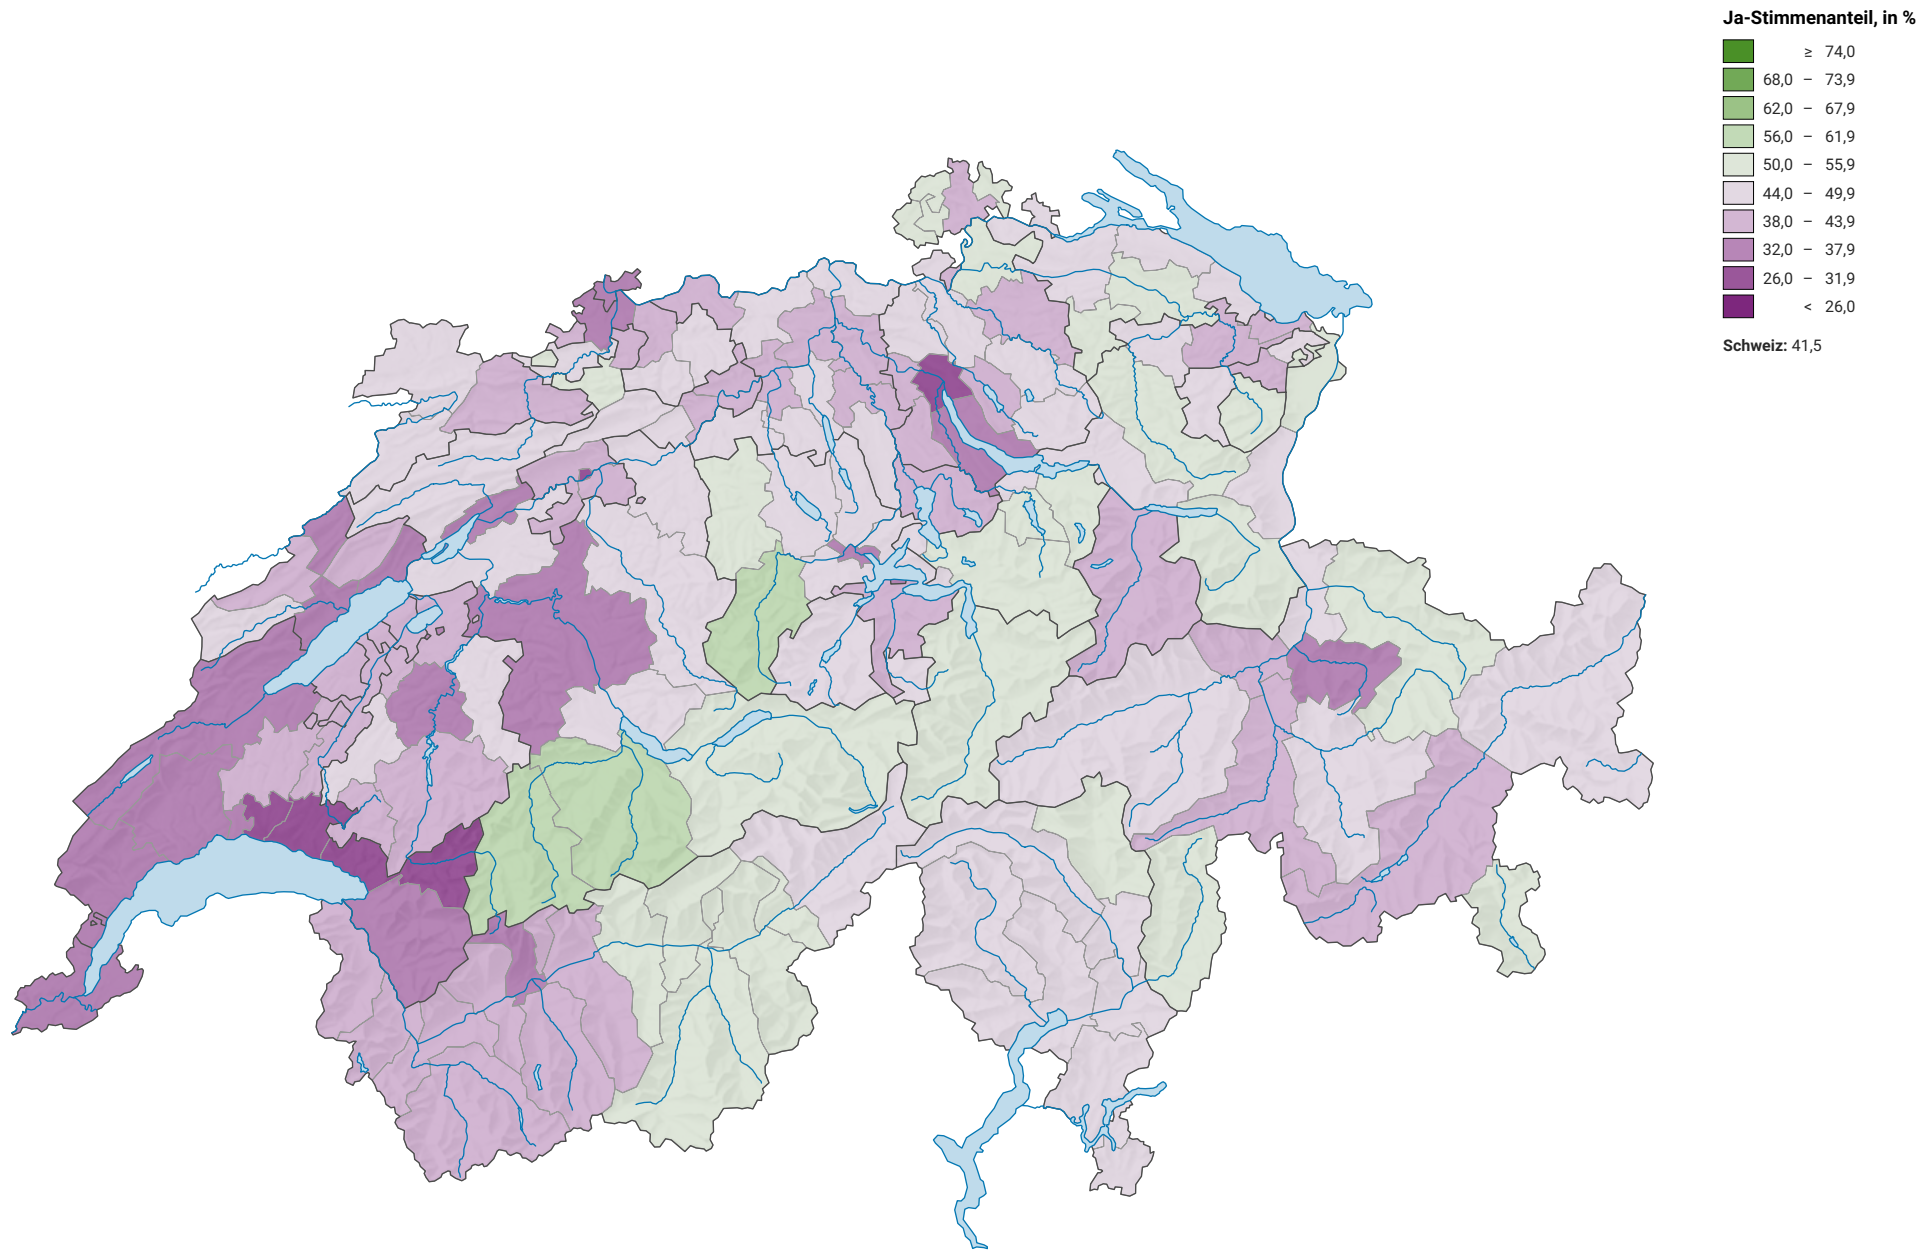 Ja-Stimmenanteil, in %
≥ 74,0
68,0 – 73,9
62,0 – 67,9
56,0 – 61,9
50,0 – 55,9
44,0 – 49,9
38,0 – 43,9
32,0 – 37,9
26,0 – 31,9
< 26,0
Schweiz: 41,5